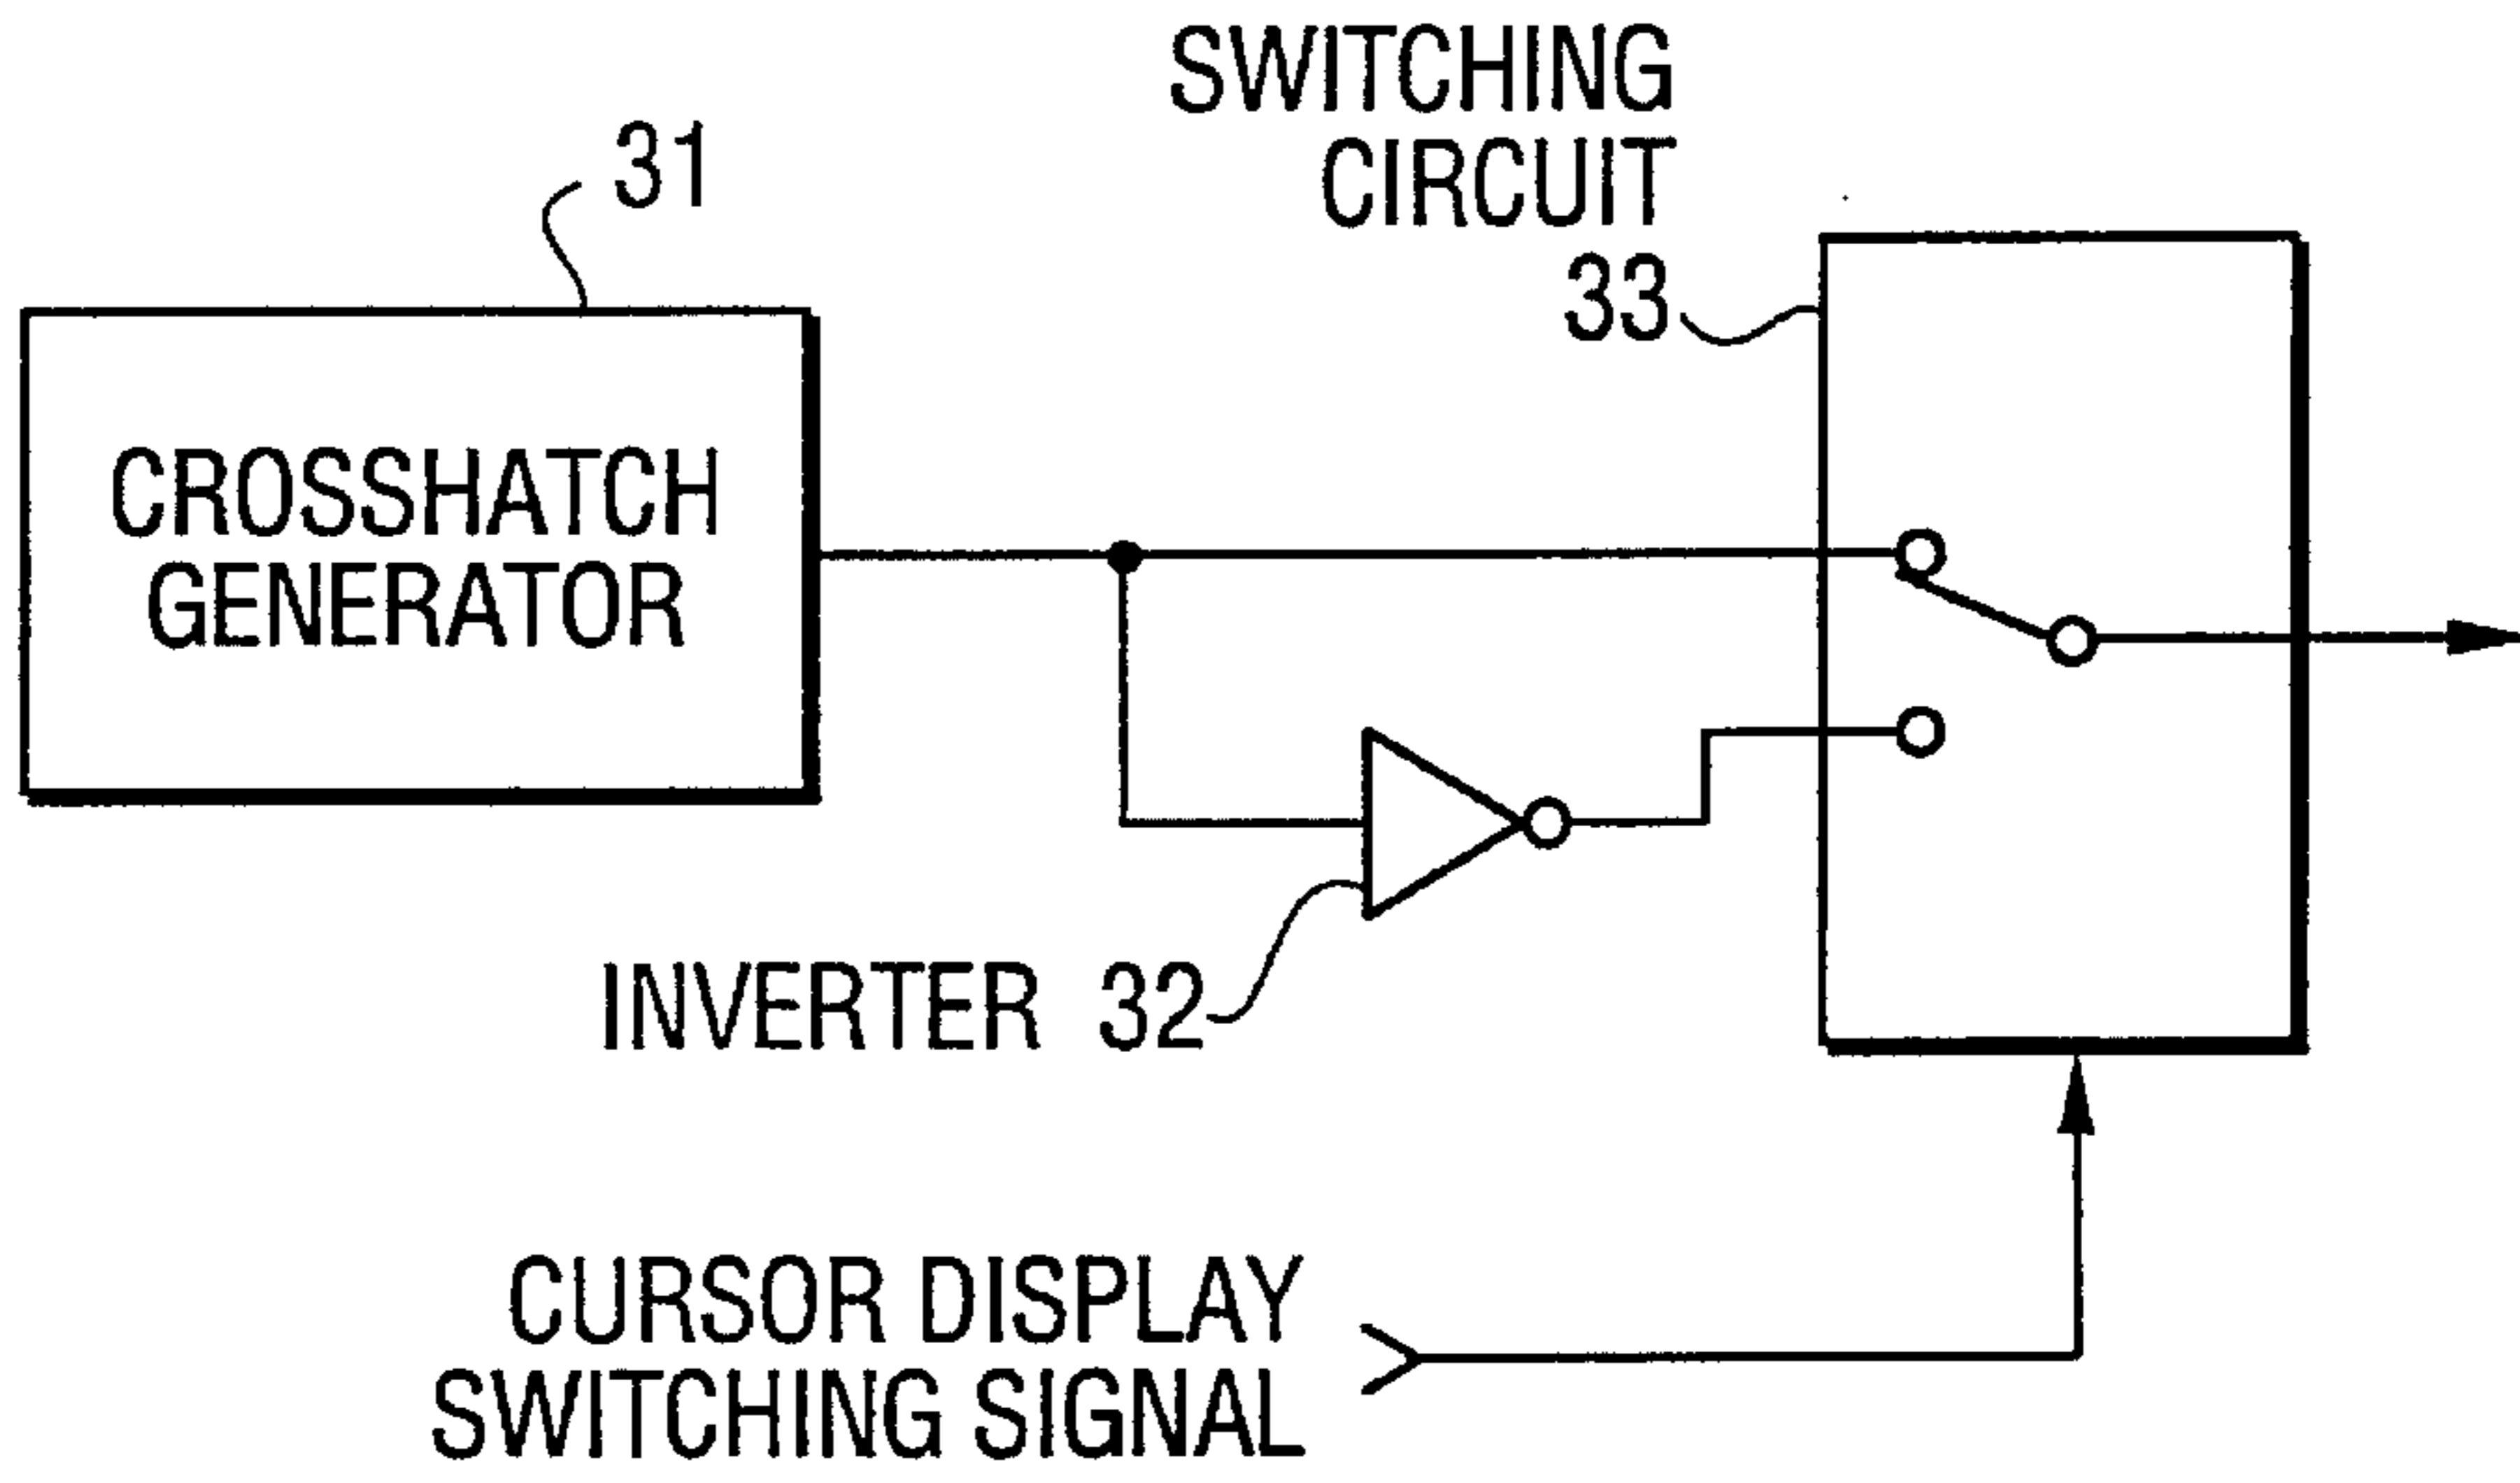 SWITCHING
CIRCUIT
33
31
CROSSHATCH
GENERATOR
INVERTER 32
CURSOR DISPLAY
SWITCHING SIGNAL